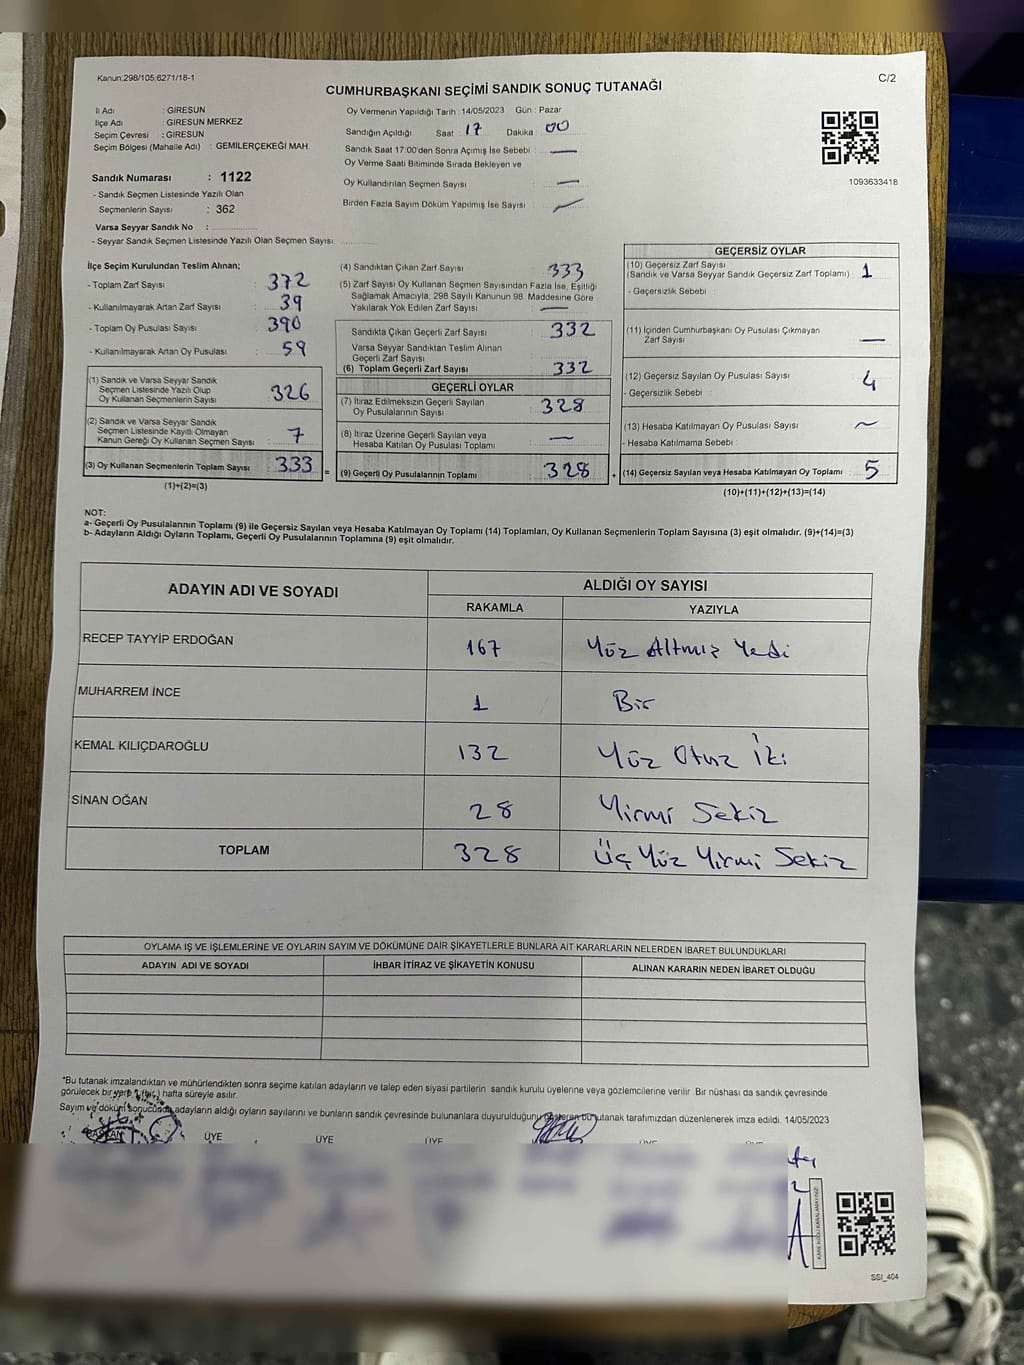 Kanun:298/105.6271/18-1
C/2
CUMHURBAŞKANI SEÇİMİ SANDIK SONUÇ TUTANAĞI
İl Adı : GİRESUN
İlçe Adı : GİRESUN MERKEZ
Seçim Çevresi : GİRESUN
Seçim Bölgesi (Mahalle Adı) : GEMİLERÇEKEĞİ MAH.
Sandık Numarası : 1122
- Sandık Seçmen Listesinde Yazılı Olan
Seçmenlerin Sayısı : 362
Varsa Seyyar Sandık No :
- Seyyar Sandık Seçmen Listesinde Yazılı Olan Seçmen Sayısı
Oy Vermenin Yapıldığı Tarih : 14/05/2023 Gün : Pazar
Sandığın Açıldığı Saat 17 Dakika 00
Sandık Saat 17:00'den Sonra Açımış İse Sebebi —
Oy Verme Saati Bitiminde Sırada Bekleyen ve
Oy Kullandırılan Seçmen Sayısı —
Birden Fazla Sayım Döküm Yapılmış İse Sayısı —
1093633418
İlçe Seçim Kurulundan Teslim Alınan;
- Toplam Zarf Sayısı 372
- Kullanılmayarak Artan Zarf Sayısı 39
- Toplam Oy Pusulası Sayısı 390
- Kullanılmayarak Artan Oy Pusulası 59
(1) Sandık ve Varsa Seyyar Sandık
Seçmen Listesinde Yazılı Olup
Oy Kullanan Seçmenlerin Sayısı 326
(2) Sandık ve Varsa Seyyar Sandık
Seçmen Listesinde Kayıtlı Olmayan
Kanun Gereği Oy Kullanan Seçmen Sayısı 7
(3) Oy Kullanan Seçmenlerin Toplam Sayısı 333
(1)+(2)=(3)
(4) Sandıktan Çıkan Zarf Sayısı 333
(5) Zarf Sayısı Oy Kullanan Seçmen Sayısından Fazla İse, Eşitliği
Sağlamak Amacıyla, 298 Sayılı Kanunun 98. Maddesine Göre
Yakılarak Yok Edilen Zarf Sayısı —
Sandıkta Çıkan Geçerli Zarf Sayısı 332
Varsa Seyyar Sandıktan Teslim Alınan
Geçerli Zarf Sayısı
(6) Toplam Geçerli Zarf Sayısı 332
GEÇERLİ OYLAR
(7) İtiraz Edilmeksizin Geçerli Sayılan
Oy Pusulalarının Sayısı 328
(8) İtiraz Üzerine Geçerli Sayılan veya
Hesaba Katılan Oy Pusulası Toplamı —
= (9) Geçerli Oy Pusulalarının Toplamı 328
GEÇERSİZ OYLAR
(10) Geçersiz Zarf Sayısı
(Sandık ve Varsa Seyyar Sandık Geçersiz Zarf Toplamı) 1
- Geçersizlik Sebebi
(11) İçinden Cumhurbaşkanı Oy Pusulası Çıkmayan
Zarf Sayısı —
(12) Geçersiz Sayılan Oy Pusulası Sayısı 4
- Geçersizlik Sebebi
(13) Hesaba Katılmayan Oy Pusulası Sayısı ~
- Hesaba Katılmama Sebebi
+ (14) Geçersiz Sayılan veya Hesaba Katılmayan Oy Toplamı 5
(10)+(11)+(12)+(13)=(14)
NOT:
a- Geçerli Oy Pusulalarının Toplamı (9) ile Geçersiz Sayılan veya Hesaba Katılmayan Oy Toplamı (14) Toplamları, Oy Kullanan Seçmenlerin Toplam Sayısına (3) eşit olmalıdır. (9)+(14)=(3)
b- Adayların Aldığı Oyların Toplamı, Geçerli Oy Pusulalarının Toplamına (9) eşit olmalıdır.
ADAYIN ADI VE SOYADI
ALDIĞI OY SAYISI
RAKAMLA YAZIYLA
RECEP TAYYİP ERDOĞAN 167 Yüz Altmış Yedi
MUHARREM İNCE 1 Bir
KEMAL KILIÇDAROĞLU 132 Yüz Otuz İki
SİNAN OĞAN 28 Yirmi Sekiz
TOPLAM 328 Üç Yüz Yirmi Sekiz
OYLAMA İŞ VE İŞLEMLERİNE VE OYLARIN SAYIM VE DÖKÜMÜNE DAİR ŞİKAYETLERLE BUNLARA AİT KARARLARIN NELERDEN İBARET BULUNDUKLARI
ADAYIN ADI VE SOYADI İHBAR İTİRAZ VE ŞİKAYETİN KONUSU ALINAN KARARIN NEDEN İBARET OLDUĞU
*Bu tutanak imzalandıktan ve mühürlendikten sonra seçime katılan adayların ve talep eden siyasi partilerin sandık kurulu üyelerine veya gözlemcilerine verilir. Bir nüshası da sandık çevresinde
görülecek bir yere 1 (bir) hafta süreyle asılır.
Sayım ve döküm sonucunda adayların aldığı oyların sayılarını ve bunların sandık çevresinde bulunanlara duyurulduğunu gösteren bu tutanak tarafımızdan düzenlenerek imza edildi. 14/05/2023
BAŞKAN ÜYE ÜYE ÜYE
SSI_404